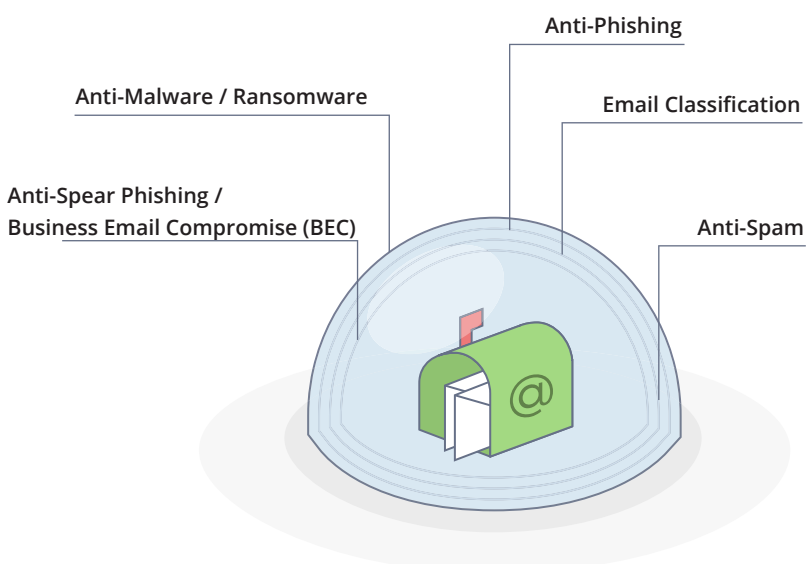 Anti-Phishing
Anti-Malware / Ransomware
Email Classification
Anti-Spear Phishing /
Business Email Compromise (BEC)
Anti-Spam
@